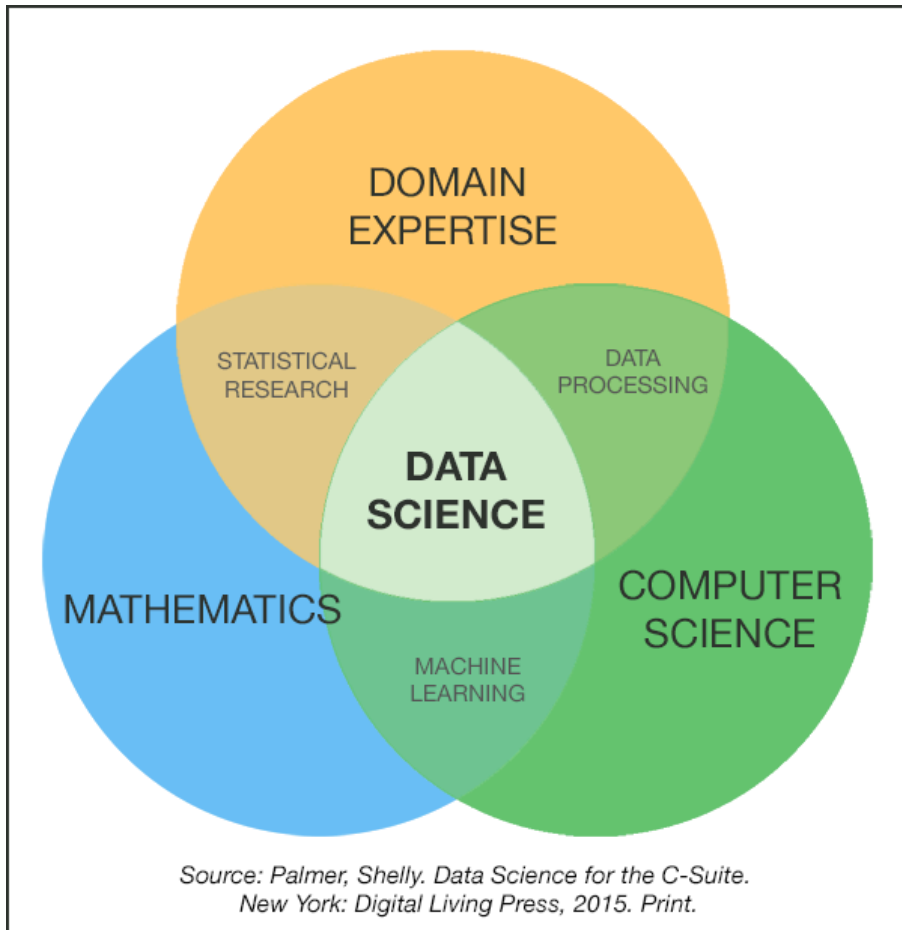 DOMAIN
EXPERTISE
STATISTICAL
RESEARCH
DATA
PROCESSING
DATA
SCIENCE
MATHEMATICS
COMPUTER
SCIENCE
MACHINE
LEARNING
Source: Palmer, Shelly. Data Science for the C-Suite.
New York: Digital Living Press, 2015. Print.